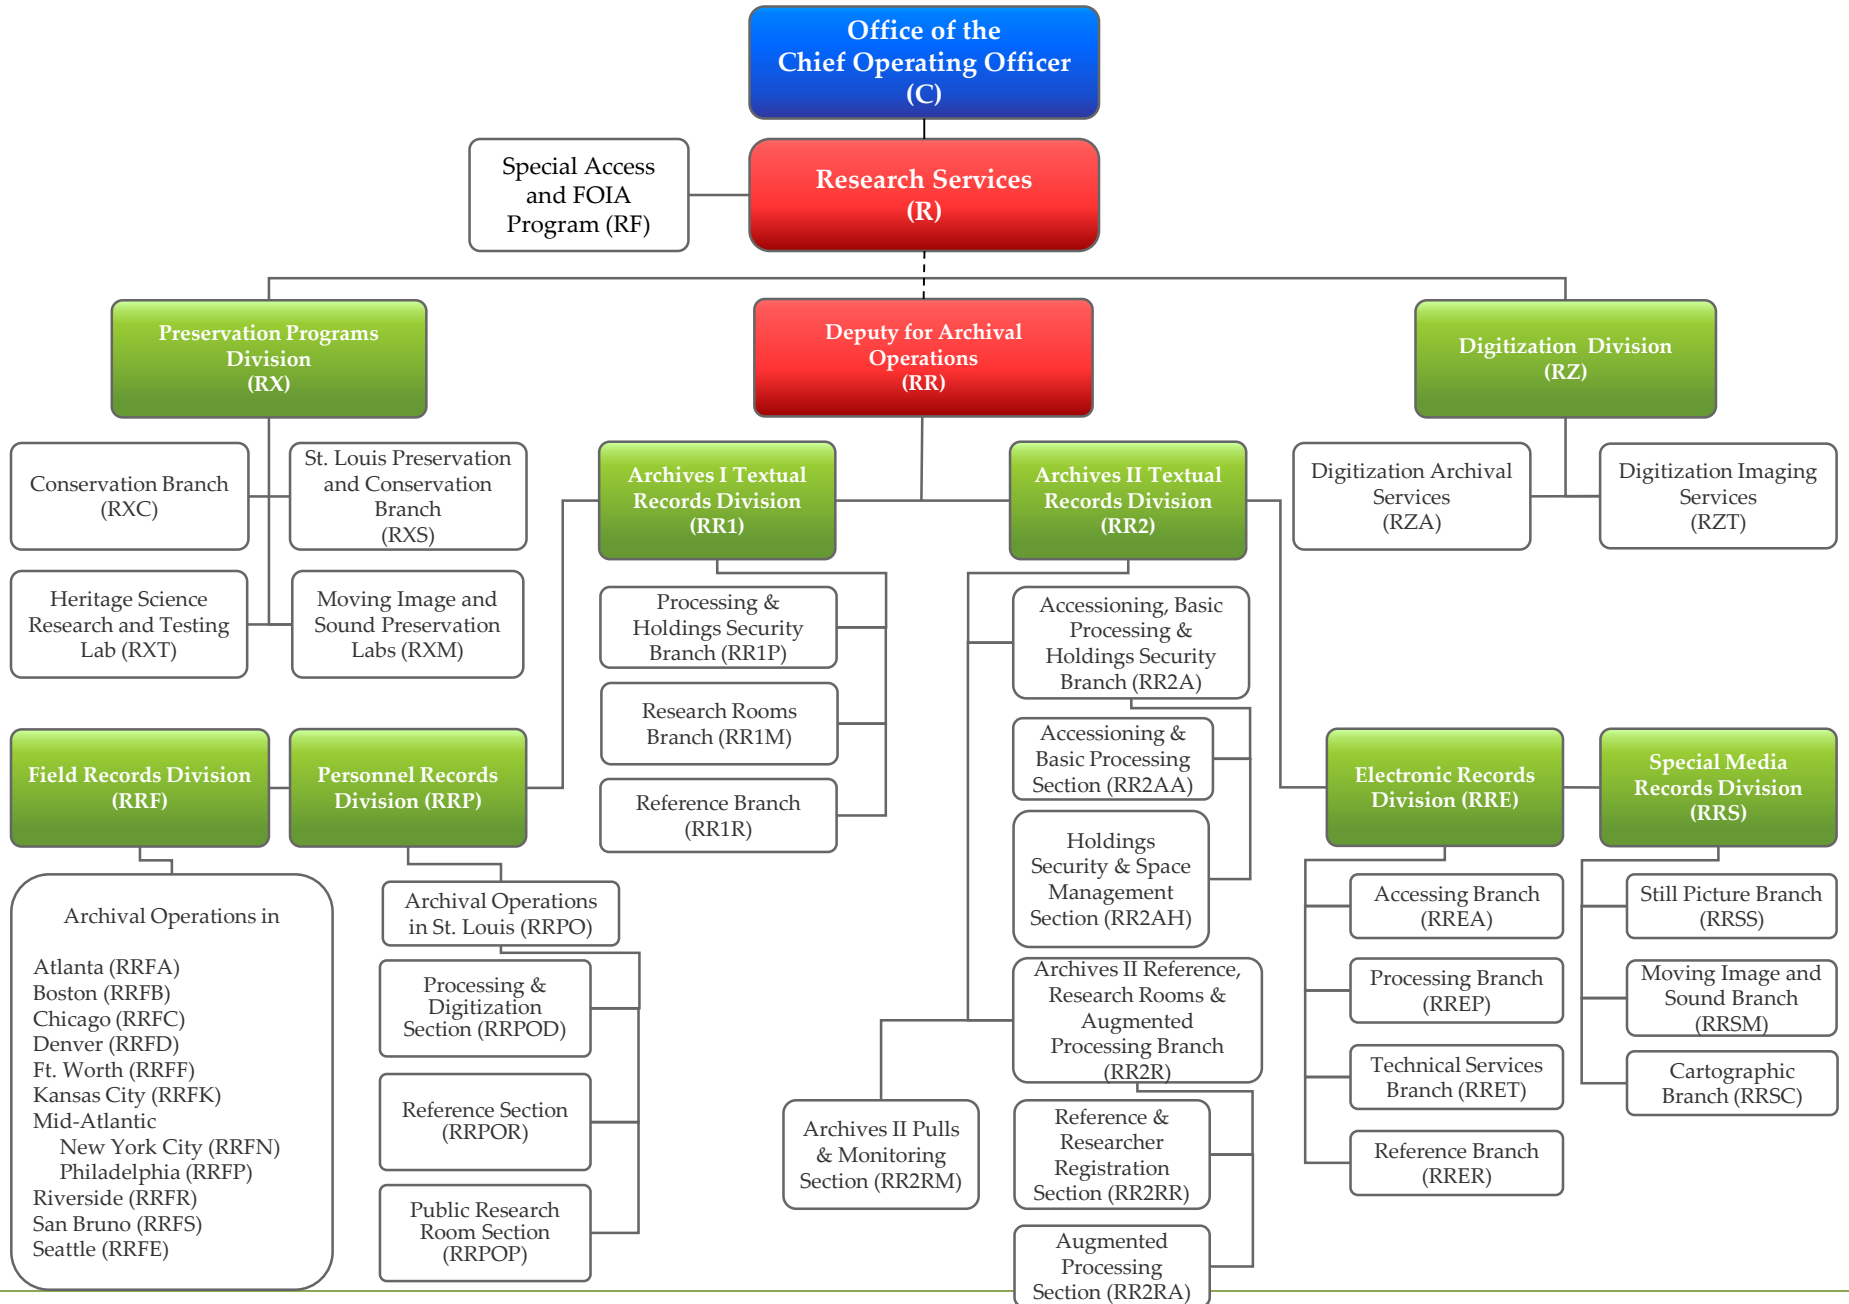 Office of the
Chief Operating Officer
(C)
Special Access
and FOIA
Program (RF)
Research Services
(R)
Preservation Programs
Division
(RX)
Deputy for Archival
Operations
(RR)
Digitization Division
(RZ)
Conservation Branch
(RXC)
St. Louis Preservation
and Conservation
Branch
(RXS)
Heritage Science
Research and Testing
Lab (RXT)
Moving Image and
Sound Preservation
Labs (RXM)
Archives I Textual
Records Division
(RR1)
Archives II Textual
Records Division
(RR2)
Digitization Archival
Services
(RZA)
Digitization Imaging
Services
(RZT)
Processing &
Holdings Security
Branch (RR1P)
Research Rooms
Branch (RR1M)
Reference Branch
(RR1R)
Accessioning, Basic
Processing &
Holdings Security
Branch (RR2A)
Accessioning &
Basic Processing
Section (RR2AA)
Holdings
Security & Space
Management
Section (RR2AH)
Archives II Reference,
Research Rooms &
Augmented
Processing Branch
(RR2R)
Archives II Pulls
& Monitoring
Section (RR2RM)
Reference &
Researcher
Registration
Section (RR2RR)
Augmented
Processing
Section (RR2RA)
Field Records Division
(RRF)
Personnel Records
Division (RRP)
Electronic Records
Division (RRE)
Special Media
Records Division
(RRS)
Archival Operations in
Atlanta (RRFA)
Boston (RRFB)
Chicago (RRFC)
Denver (RRFD)
Ft. Worth (RRFF)
Kansas City (RRFK)
Mid-Atlantic
New York City (RRFN)
Philadelphia (RRFP)
Riverside (RRFR)
San Bruno (RRFS)
Seattle (RRFE)
Archival Operations
in St. Louis (RRPO)
Processing &
Digitization
Section (RRPOD)
Reference Section
(RRPOR)
Public Research
Room Section
(RRPOP)
Accessing Branch
(RREA)
Processing Branch
(RREP)
Technical Services
Branch (RRET)
Reference Branch
(RRER)
Still Picture Branch
(RRSS)
Moving Image and
Sound Branch
(RRSM)
Cartographic
Branch (RRSC)